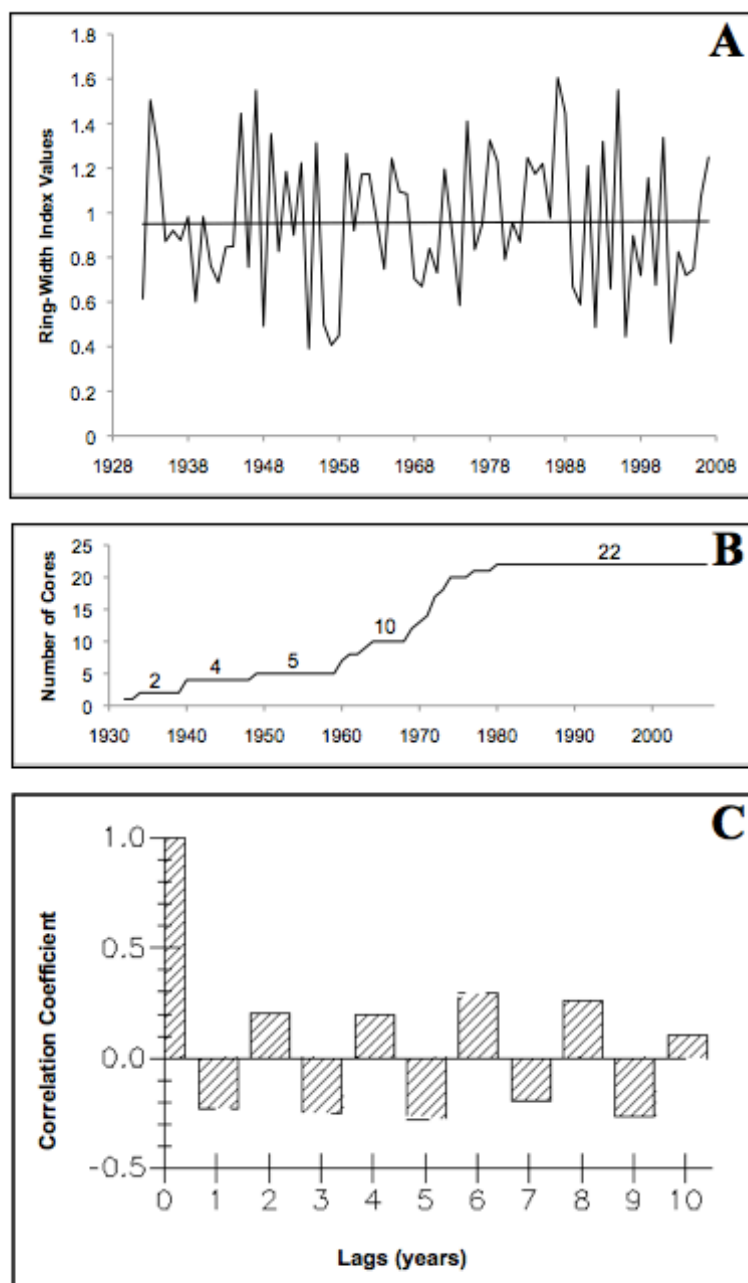 A
Ring-Width Index Values
1.8
1.6
1.4
1.2
1
0.8
0.6
0.4
0.2
0
1928 1938 1948 1958 1968 1978 1988 1998 2008
B
Number of Cores
25
20
15
10
5
0
2 4 5 10 22
1930 1940 1950 1960 1970 1980 1990 2000
C
Correlation Coefficient
1.0
0.5
0.0
-0.5
0 1 2 3 4 5 6 7 8 9 10
Lags (years)